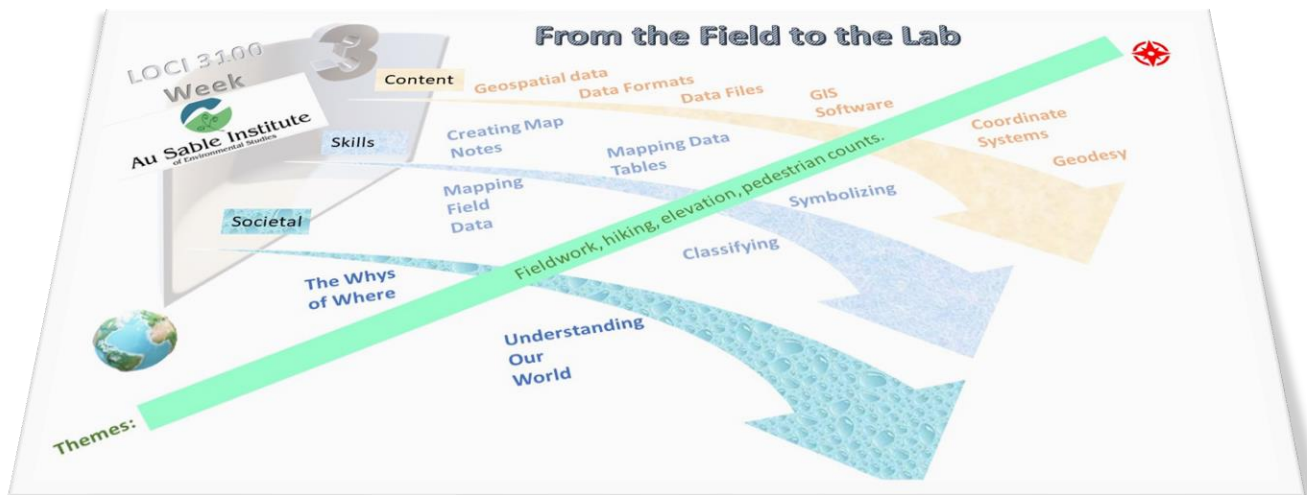 From the Field to the Lab
LOCI 3100
Week
3
Au Sable Institute
of Environmental Studies
Content
Geospatial data
Data Formats
Data Files
GIS
Software
Coordinate
Systems
Geodesy
Skills
Creating Map
Notes
Mapping Data
Tables
Mapping
Field
Data
Symbolizing
Classifying
Societal
The Whys
of Where
Understanding
Our
World
Themes:
Fieldwork, hiking, elevation, pedestrian counts.